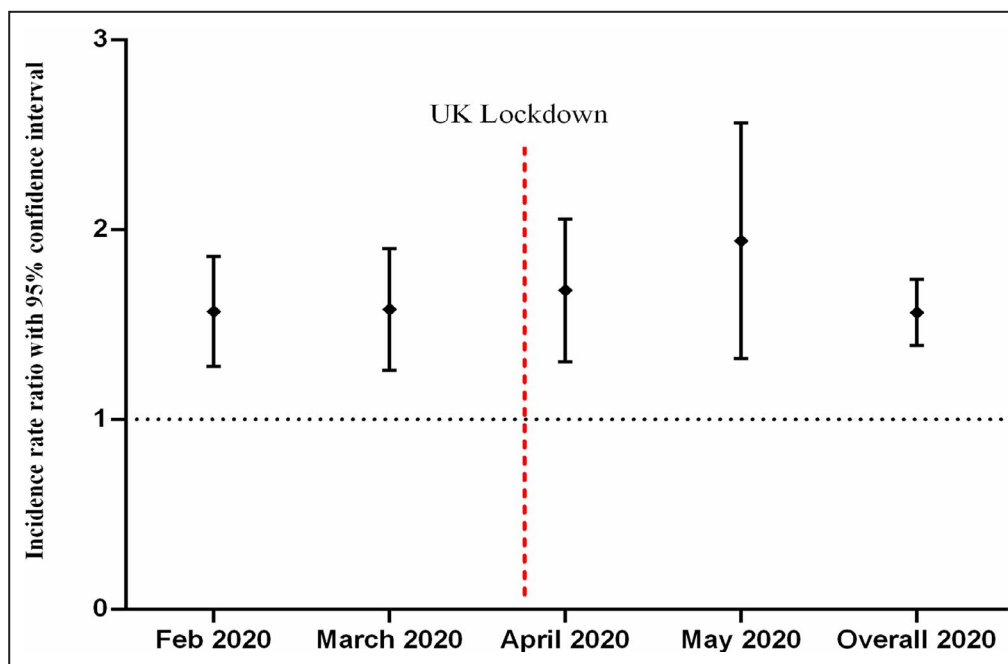 Incidence rate ratio with 95% confidence interval
3
2
1
0
UK Lockdown
Feb 2020
March 2020
April 2020
May 2020
Overall 2020